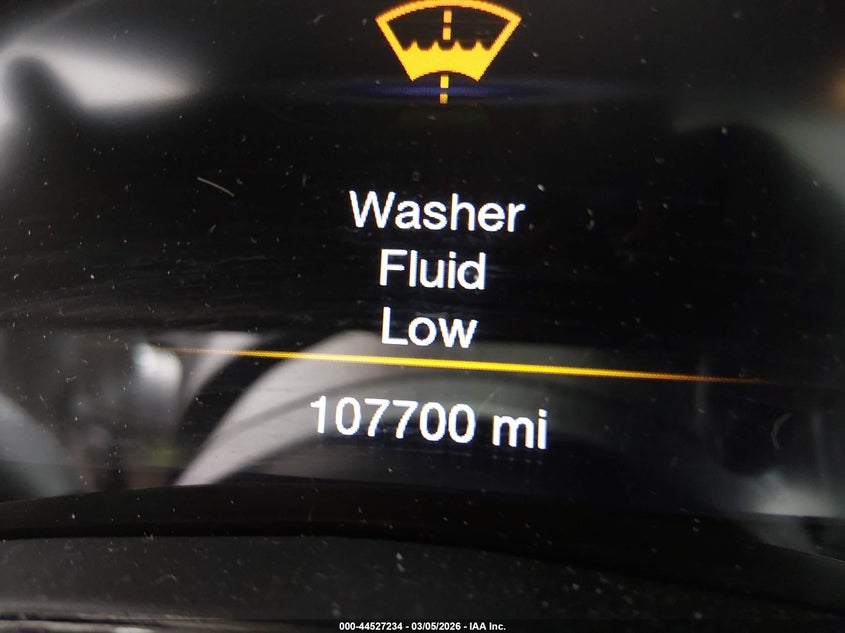 Washer
Fluid
Low
107700 mi
000-44527234 - 03/05/2026 - IAA Inc.